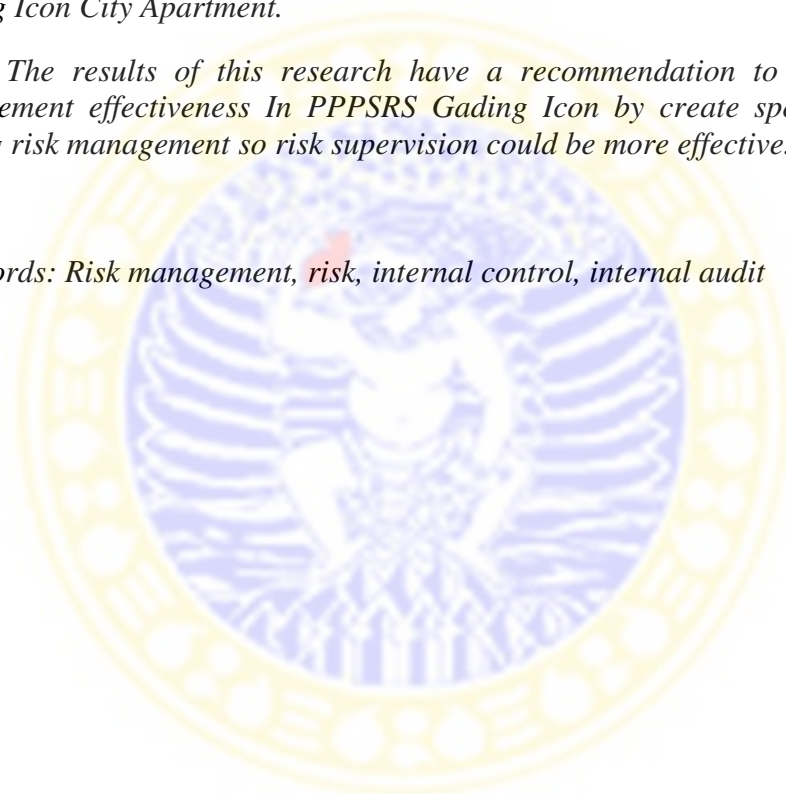 g Icon City Apartment.
The results of this research have a recommendation to
ement effectiveness In PPPSRS Gading Icon by create spe
risk management so risk supervision could be more effective
ords: Risk management, risk, internal control, internal audit